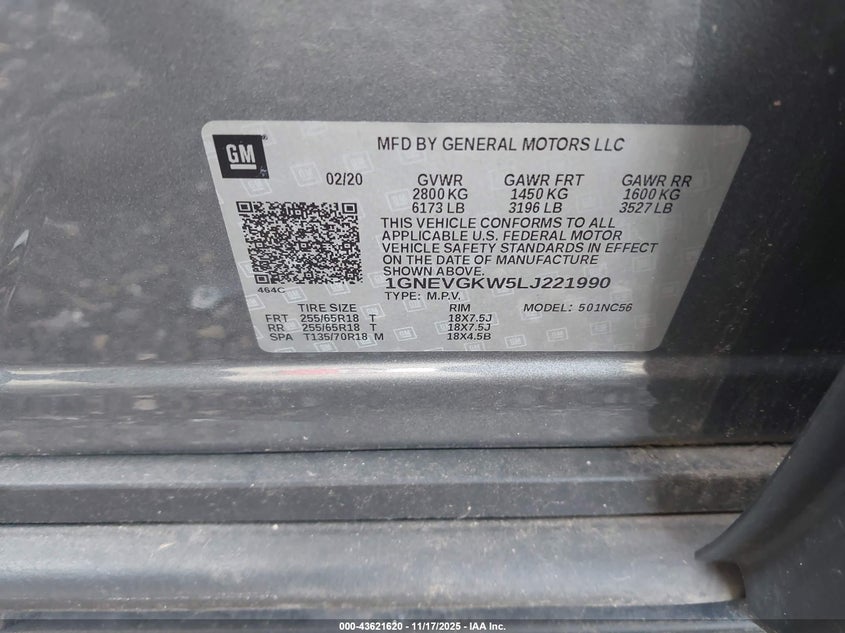 GM
MFD BY GENERAL MOTORS LLC
02/20 GVWR GAWR FRT GAWR RR
2800 KG 1450 KG 1600 KG
6173 LB 3196 LB 3527 LB
THIS VEHICLE CONFORMS TO ALL
APPLICABLE U.S. FEDERAL MOTOR
VEHICLE SAFETY STANDARDS IN EFFECT
ON THE DATE OF MANUFACTURE
SHOWN ABOVE.
464C 1GNEVGKW5LJ221990
TYPE: M.P.V.
TIRE SIZE RIM MODEL: 501NC56
FRT 255/65R18 T 18X7.5J
RR 255/65R18 T 18X7.5J
SPA T135/70R18 M 18X4.5B
000-43621620 - 11/17/2025 - IAA Inc.